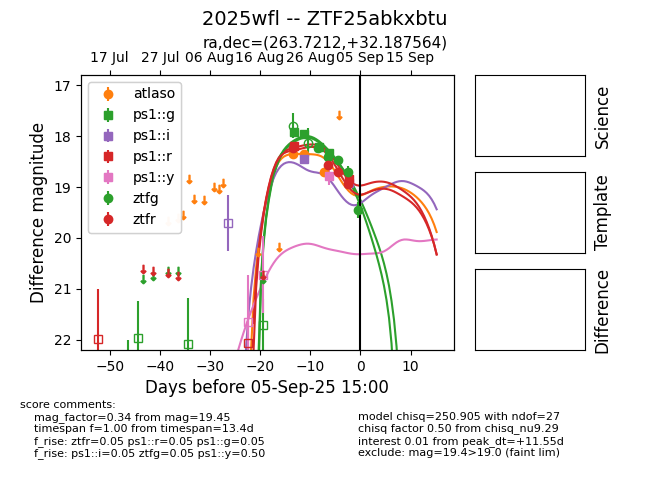 2025wfl -- ZTF25abkxbtu
ra,dec=(263.7212,+32.187564)
17 Jul 27 Jul 06 Aug 16 Aug 26 Aug 05 Sep 15 Sep
atlaso
ps1::g
ps1::i
ps1::r
ps1::y
ztfg
ztfr
17
18
19
20
21
22
Difference magnitude
−50 −40 −30 −20 −10 0 10
Days before 05-Sep-25 15:00
Science
Template
Difference
score comments:
mag_factor=0.34 from mag=19.45
timespan f=1.00 from timespan=13.4d
f_rise: ztfr=0.05 ps1::r=0.05 ps1::g=0.05
f_rise: ps1::i=0.05 ztfg=0.05 ps1::y=0.50
model chisq=250.905 with ndof=27
chisq factor 0.50 from chisq_nu9.29
interest 0.01 from peak_dt=+11.55d
exclude: mag=19.4>19.0 (faint lim)